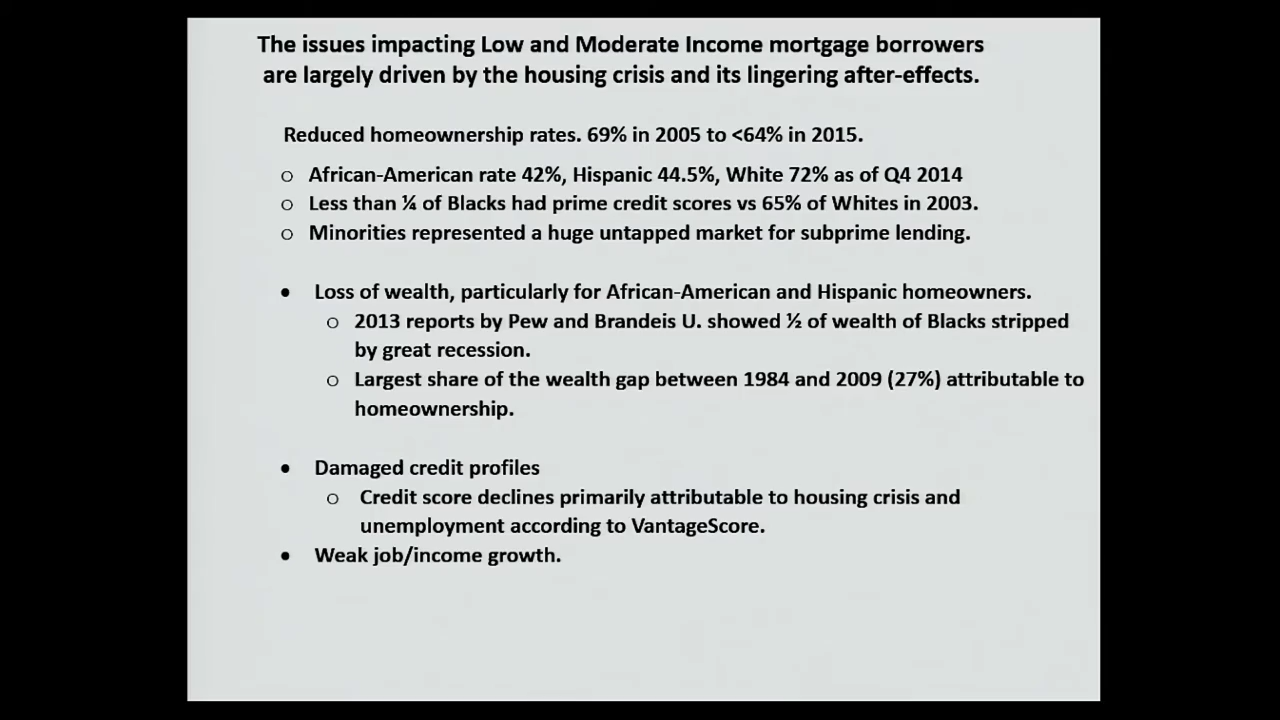 The issues impacting Low and Moderate Income mortgage borrowers
are largely driven by the housing crisis and its lingering after-effects.
Reduced homeownership rates. 69% in 2005 to <64% in 2015.
○ African-American rate 42%, Hispanic 44.5%, White 72% as of Q4 2014
○ Less than ¼ of Blacks had prime credit scores vs 65% of Whites in 2003.
○ Minorities represented a huge untapped market for subprime lending.
• Loss of wealth, particularly for African-American and Hispanic homeowners.
○ 2013 reports by Pew and Brandeis U. showed ½ of wealth of Blacks stripped
by great recession.
○ Largest share of the wealth gap between 1984 and 2009 (27%) attributable to
homeownership.
• Damaged credit profiles
○ Credit score declines primarily attributable to housing crisis and
unemployment according to VantageScore.
• Weak job/income growth.